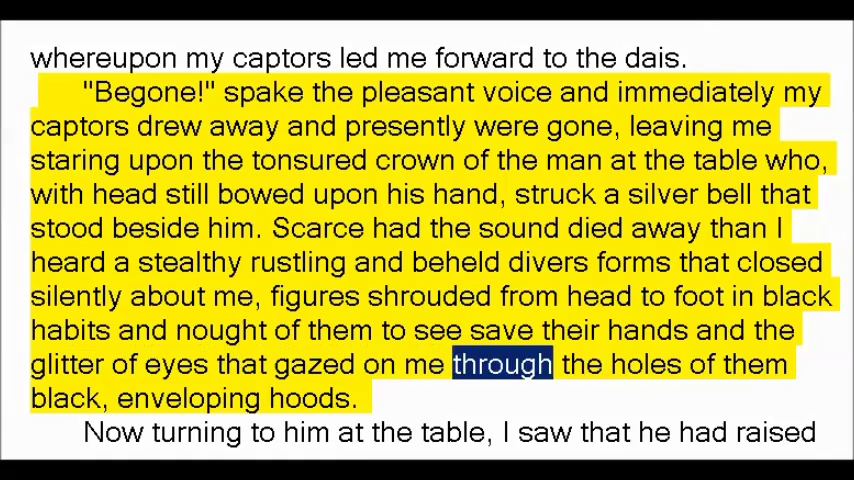 whereupon my captors led me forward to the dais.
"Begone!" spake the pleasant voice and immediately my
captors drew away and presently were gone, leaving me
staring upon the tonsured crown of the man at the table who,
with head still bowed upon his hand, struck a silver bell that
stood beside him. Scarce had the sound died away than I
heard a stealthy rustling and beheld divers forms that closed
silently about me, figures shrouded from head to foot in black
habits and nought of them to see save their hands and the
glitter of eyes that gazed on me through the holes of them
black, enveloping hoods.
Now turning to him at the table, I saw that he had raised